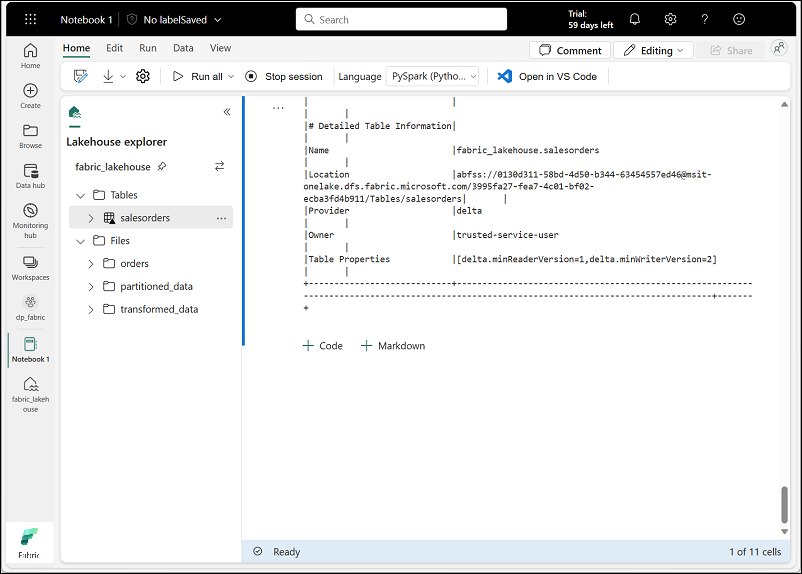 Notebook 1
No labelSaved
Search
Trial:
59 days left
Home
Create
Browse
Data hub
Monitoring
hub
Workspaces
dp_fabric
Notebook 1
fabric_lakeh
ouse
Fabric
Home Edit Run Data View
Comment Editing Share
Run all Stop session Language PySpark (Pytho... Open in VS Code
Lakehouse explorer
fabric_lakehouse
Tables
salesorders ...
Files
orders
partitioned_data
transformed_data
...
| |
| |
|# Detailed Table Information|
| |
|Name |fabric_lakehouse.salesorders
| |
|Location |abfss://0130d311-58bd-4d50-b344-63454557ed46@msit-
onelake.dfs.fabric.microsoft.com/3995fa27-fea7-4c01-bf02-
ecba3fd4b911/Tables/salesorders| |
|Provider |delta
| |
|Owner |trusted-service-user
| |
|Table Properties |[delta.minReaderVersion=1,delta.minWriterVersion=2]
| |
+----------------------------+----------------------------------------------------------
--------------------------------------------------------------------------------+-------
+
+ Code + Markdown
Ready
1 of 11 cells